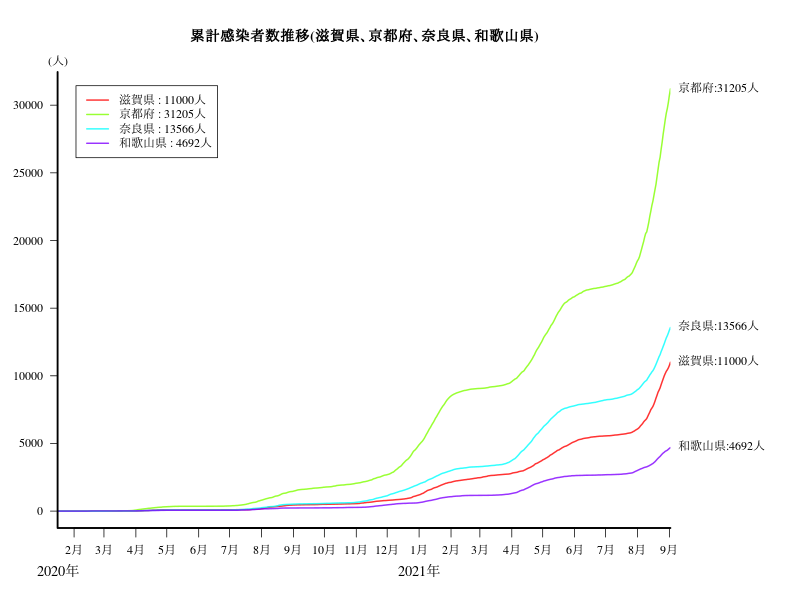 累計感染者数推移(滋賀県、京都府、奈良県、和歌山県)
(人)
滋賀県 : 11000人
京都府 : 31205人
奈良県 : 13566人
和歌山県 : 4692人
京都府:31205人
奈良県:13566人
滋賀県:11000人
和歌山県:4692人
30000
25000
20000
15000
10000
5000
0
2月 3月 4月 5月 6月 7月 8月 9月 10月 11月 12月 1月 2月 3月 4月 5月 6月 7月 8月 9月
2020年 2021年